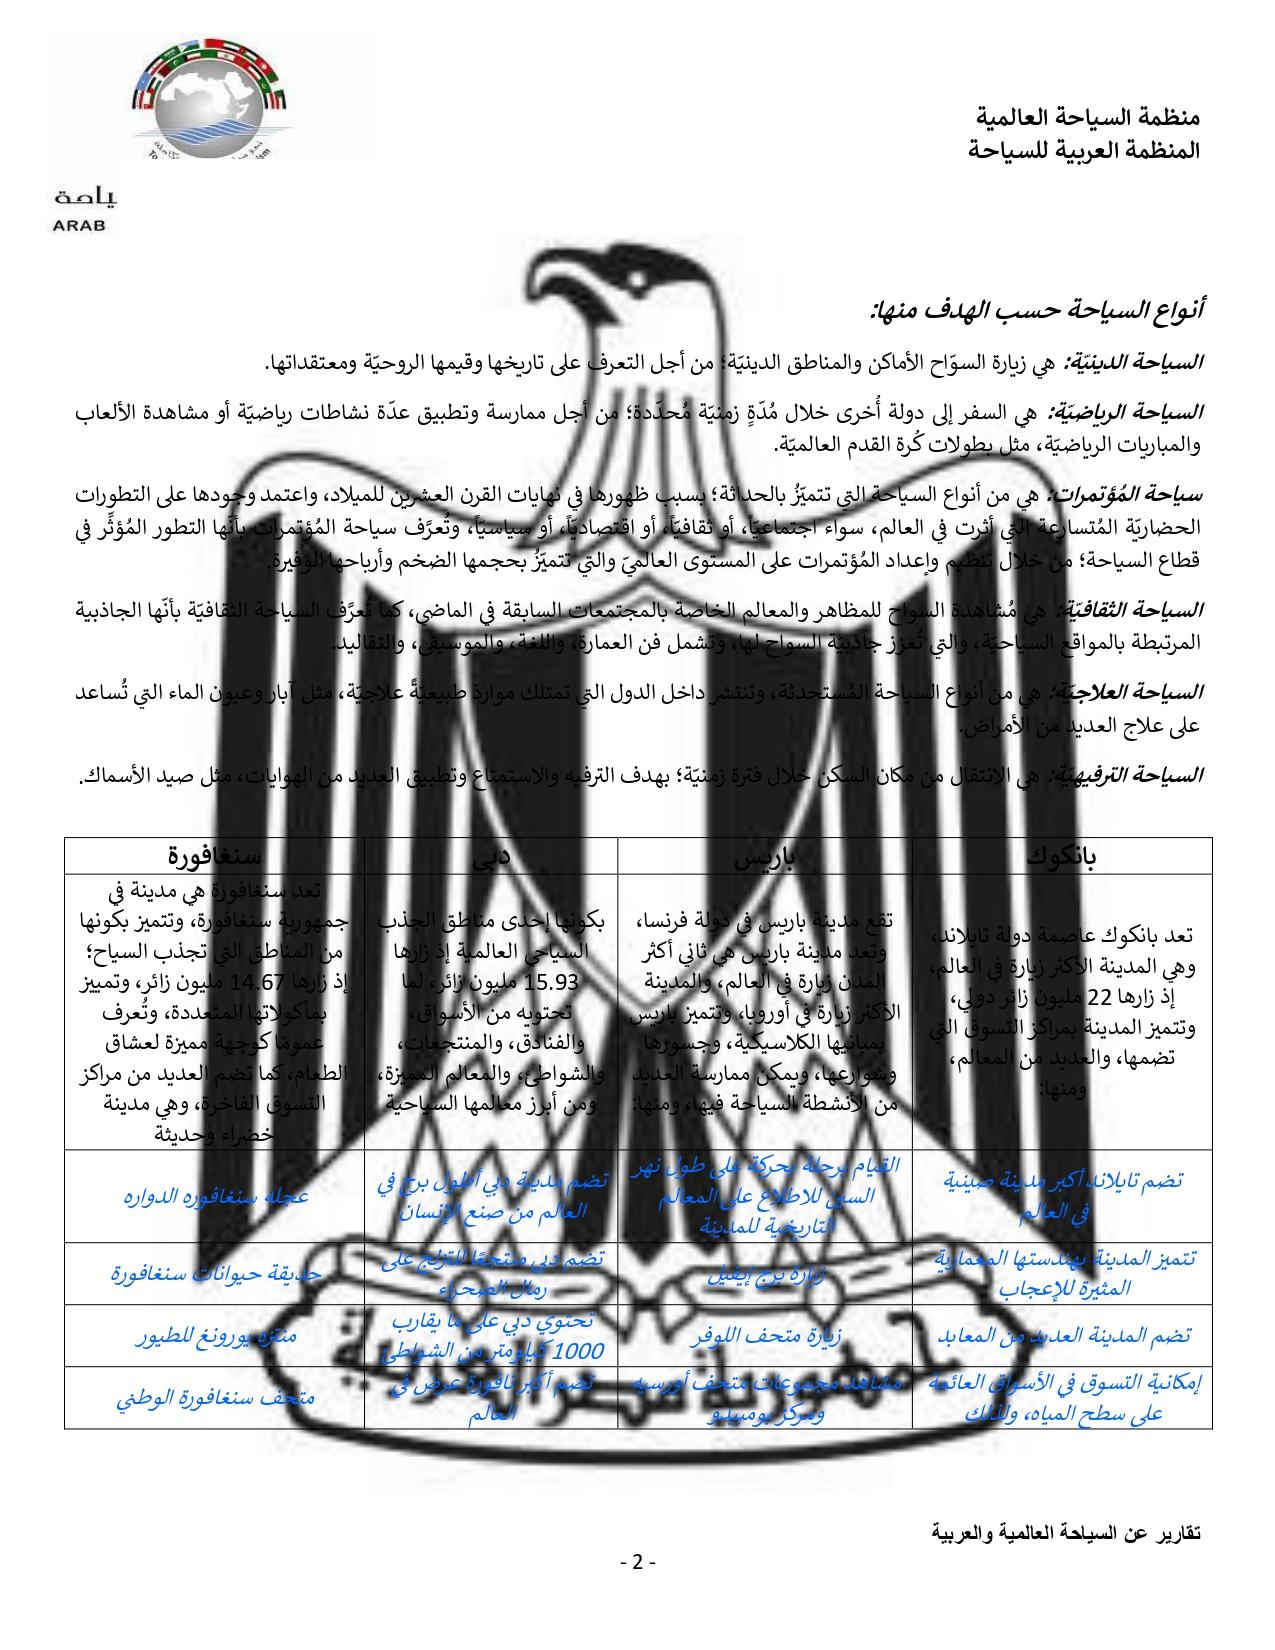 منظمة السياحة العالمية
المنظمة العربية للسياحة
ياحة
ARAB
أنواع السياحة حسب الهدف منها:
السياحة الدينيّة: هي زيارة السوّاح الأماكن والمناطق الدينيّة؛ من أجل التعرف على تاريخها وقيمها الروحيّة ومعتقداتها.
السياحة الرياضيّة: هي السفر إلى دولة أُخرى خلال مُدّةٍ زمنيّة مُحدّدة؛ من أجل ممارسة وتطبيق عدّة نشاطات رياضيّة أو مشاهدة الألعاب
والمباريات الرياضيّة، مثل بطولات كُرة القدم العالميّة.
سياحة المُؤتمرات: هي من أنواع السياحة التي تتميّزُ بالحداثة؛ بسبب ظهورها في نهايات القرن العشرين للميلاد، واعتمد وجودها على التطورات
الحضاريّة المُتسارعة التي أثرت في العالم، سواء اجتماعيّاً، أو ثقافيّاً، أو اقتصاديّاً، أو سياسيّاً، وتُعرَّف سياحة المُؤتمرات بأنّها التطور المُؤثِّر في
قطاع السياحة؛ من خلال تنظيم وإعداد المُؤتمرات على المستوى العالميّ والتي تتميّزُ بحجمها الضخم وأرباحها الوفيرة.
السياحة الثقافيّة: هي مُشاهدة السواح للمظاهر والمعالم الخاصة بالمجتمعات السابقة في الماضي، كما تُعرَّف السياحة الثقافيّة بأنّها الجاذبية
المرتبطة بالمواقع السياحيّة، والتي تُعزز جاذبيّة السواح لها، وتشمل فن العمارة، واللغة، والموسيقى، والتقاليد.
السياحة العلاجيّة: هي من أنواع السياحة المُستحدثة، وتنتشر داخل الدول التي تمتلك مواردَ طبيعيّةً علاجيّة، مثل آبار وعيون الماء التي تُساعد
على علاج العديد من الأمراض.
السياحة الترفيهيّة: هي الانتقال من مكان السكن خلال فترة زمنيّة؛ بهدف الترفيه والاستمتاع وتطبيق العديد من الهوايات، مثل صيد الأسماك.
بانكوك
باريس
دبى
سنغافورة
تعد بانكوك عاصمة دولة تايلاند،
وهي المدينة الأكثر زيارة في العالم،
إذ زارها 22 مليون زائر دولي،
وتتميز المدينة بمراكز التسوق التي
تضمها، والعديد من المعالم،
ومنها:
تقع مدينة باريس في دولة فرنسا،
وتعد مدينة باريس هي ثاني أكثر
المدن زيارة في العالم، والمدينة
الأكثر زيارة في أوروبا، وتتميز باريس
بمبانيها الكلاسيكية، وجسورها
وشوارعها، ويمكن ممارسة العديد
من الأنشطة السياحة فيها، ومنها:
بكونها إحدى مناطق الجذب
السياحي العالمية إذ زارها
15.93 مليون زائر، لما
تحتويه من الأسواق،
والفنادق، والمنتجعات،
والشواطئ، والمعالم المميزة،
ومن أبرز معالمها السياحية
تعد سنغافورة هي مدينة في
جمهورية سنغافورة، وتتميز بكونها
من المناطق التي تجذب السياح؛
إذ زارها 14.67 مليون زائر، وتمييز
بمأكولاتها المتعددة، وتُعرف
عمومًا كوجهة مميزة لعشاق
الطعام، كما تضم العديد من مراكز
التسوق الفاخرة، وهي مدينة
خضراء وحديثة
تضم تايلاند أكبر مدينة صينية
في العالم
القيام برحلة بحركة على طول نهر
السين للاطلاع على المعالم
التاريخية للمدينة
تضم مدينة دبي أطول برج في
العالم من صنع الإنسان
عجله سنغافوره الدواره
تتميز المدينة بهندستها المعمارية
المثيرة للإعجاب
زيارة برج إيفيل
تضم دبي منتجعًا للتزلج على
رمال الصحراء
حديقة حيوانات سنغافورة
تضم المدينة العديد من المعابد
زيارة متحف اللوفر
تحتوي دبي على ما يقارب
1000 كيلومتر من الشواطئ
منتزه يورونغ للطيور
إمكانية التسوق في الأسواق العائمة
على سطح المياه، ولذلك
مشاهد مجموعات متحف أورسيه
ومركز بومبيدو
تضم أكبر نافورة عرض في
العالم
متحف سنغافورة الوطني
تقارير عن السياحة العالمية والعربية
- 2 -